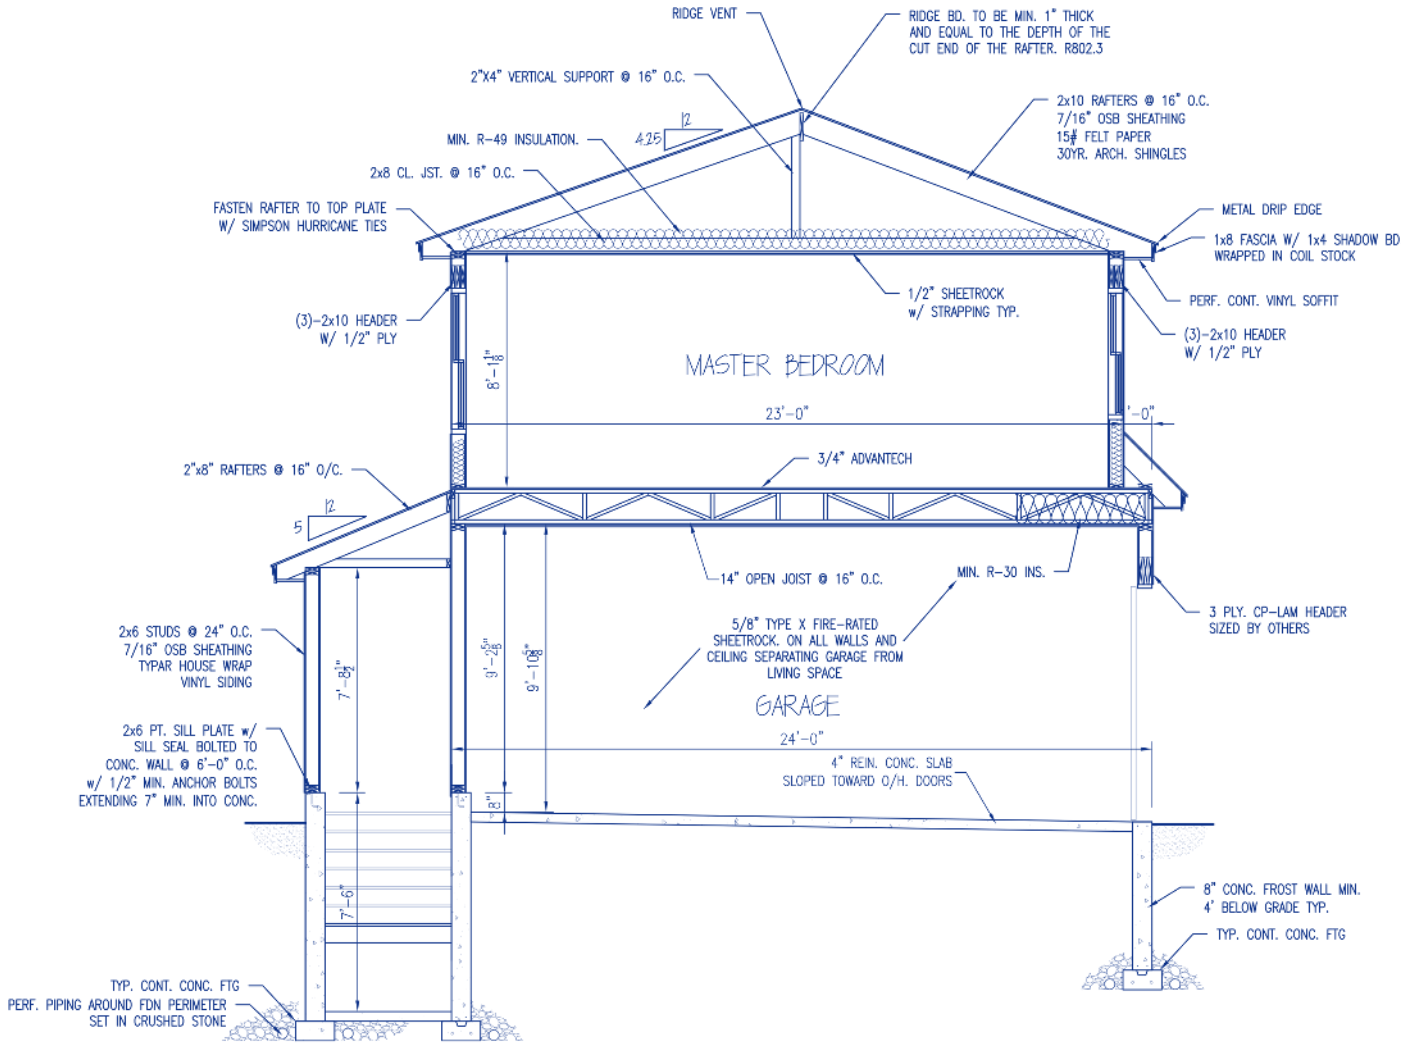 RIDGE VENT
RIDGE BD. TO BE MIN. 1" THICK
AND EQUAL TO THE DEPTH OF THE
CUT END OF THE RAFTER. R802.3
2"X4" VERTICAL SUPPORT @ 16" O.C.
2x10 RAFTERS @ 16" O.C.
7/16" OSB SHEATHING
15# FELT PAPER
30YR. ARCH. SHINGLES
12
4.25
MIN. R-49 INSULATION.
2x8 CL. JST. @ 16" O.C.
FASTEN RAFTER TO TOP PLATE
W/ SIMPSON HURRICANE TIES
METAL DRIP EDGE
1x8 FASCIA W/ 1x4 SHADOW BD
WRAPPED IN COIL STOCK
1/2" SHEETROCK
w/ STRAPPING TYP.
PERF. CONT. VINYL SOFFIT
(3)-2x10 HEADER
W/ 1/2" PLY
(3)-2x10 HEADER
W/ 1/2" PLY
8'-1 1/8"
MASTER BEDROOM
23'-0"
'-0"
3/4" ADVANTECH
2"x8" RAFTERS @ 16" O/C.
12
5
14" OPEN JOIST @ 16" O.C.
MIN. R-30 INS.
3 PLY. CP-LAM HEADER
SIZED BY OTHERS
5/8" TYPE X FIRE-RATED
SHEETROCK. ON ALL WALLS AND
CEILING SEPARATING GARAGE FROM
LIVING SPACE
2x6 STUDS @ 24" O.C.
7/16" OSB SHEATHING
TYPAR HOUSE WRAP
VINYL SIDING
7'-8 1/2"
9'-2 5/8"
9'-10 5/8"
GARAGE
24'-0"
2x6 PT. SILL PLATE w/
SILL SEAL BOLTED TO
CONC. WALL @ 6'-0" O.C.
w/ 1/2" MIN. ANCHOR BOLTS
EXTENDING 7" MIN. INTO CONC.
4" REIN. CONC. SLAB
SLOPED TOWARD O/H. DOORS
8"
7'-6"
8" CONC. FROST WALL MIN.
4' BELOW GRADE TYP.
TYP. CONT. CONC. FTG
TYP. CONT. CONC. FTG
PERF. PIPING AROUND FDN PERIMETER
SET IN CRUSHED STONE